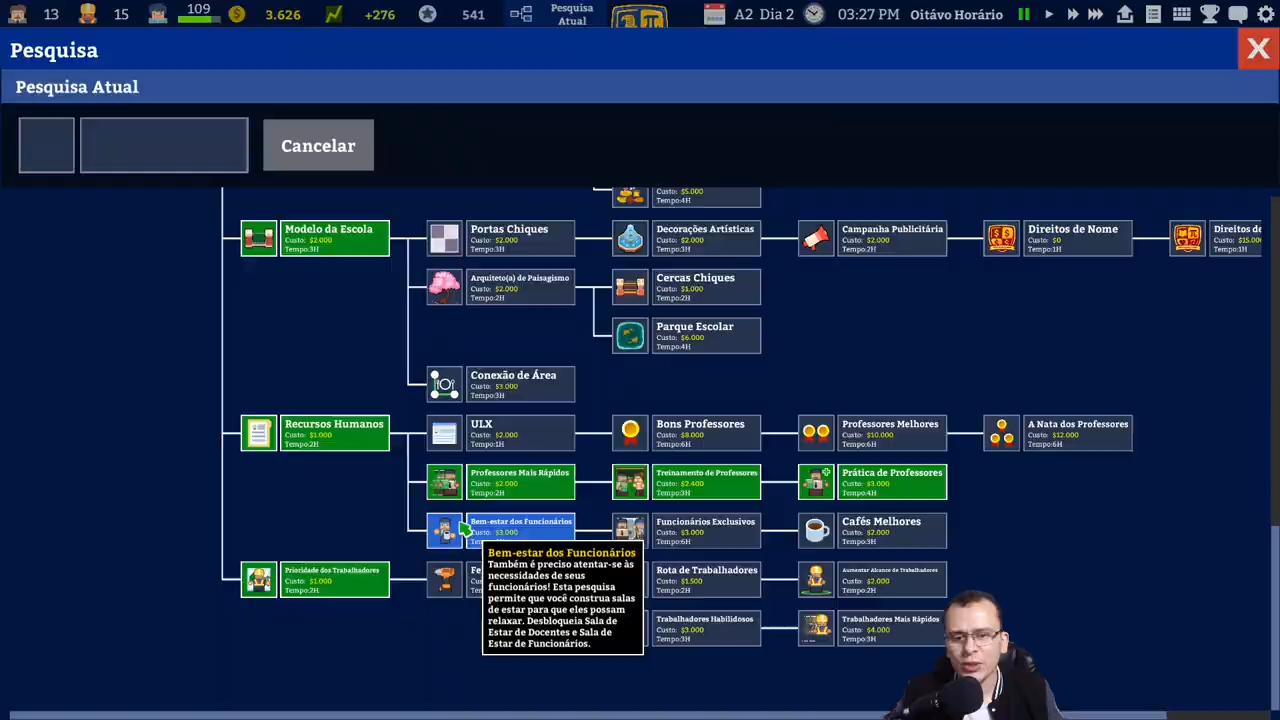 13 15 109 3.626 +276 541 Pesquisa Atual A2 Dia 2 03:27 PM Oitávo Horário
Pesquisa
Pesquisa Atual
Cancelar
Custo: $5.000
Tempo:4H
Modelo da Escola
Custo: $2.000
Tempo:3H
Portas Chiques
Custo: $2.000
Tempo:3H
Decorações Artísticas
Custo: $2.000
Tempo:3H
Campanha Publicitária
Custo: $2.000
Tempo:2H
Direitos de Nome
Custo: $0
Tempo:1H
Direitos de
Custo: $15.00
Tempo:1H
Arquiteto(a) de Paisagismo
Custo: $2.000
Tempo:2H
Cercas Chiques
Custo: $1.000
Tempo:2H
Parque Escolar
Custo: $6.000
Tempo:4H
Conexão de Área
Custo: $3.000
Tempo:3H
Recursos Humanos
Custo: $1.000
Tempo:2H
ULX
Custo: $2.000
Tempo:1H
Bons Professores
Custo: $8.000
Tempo:6H
Professores Melhores
Custo: $10.000
Tempo:6H
A Nata dos Professores
Custo: $12.000
Tempo:6H
Professores Mais Rápidos
Custo: $2.000
Tempo:2H
Treinamento de Professores
Custo: $2.400
Tempo:3H
Prática de Professores
Custo: $3.000
Tempo:4H
Bem-estar dos Funcionários
Custo: $3.000
Funcionários Exclusivos
Custo: $3.000
Tempo:6H
Cafés Melhores
Custo: $2.000
Tempo:3H
Bem-estar dos Funcionários
Também é preciso atentar-se às
necessidades de seus
funcionários! Esta pesquisa
permite que você construa salas
de estar para que eles possam
relaxar. Desbloqueia Sala de
Estar de Docentes e Sala de
Estar de Funcionários.
Prioridade dos Trabalhadores
Custo: $1.000
Tempo:2H
Fe
Cus
Tem
Rota de Trabalhadores
Custo: $1.500
Tempo:2H
Aumentar Alcance de Trabalhadores
Custo: $2.000
Tempo:2H
Trabalhadores Habilidosos
Custo: $3.000
Tempo:3H
Trabalhadores Mais Rápidos
Custo: $4.000
Tempo:3H